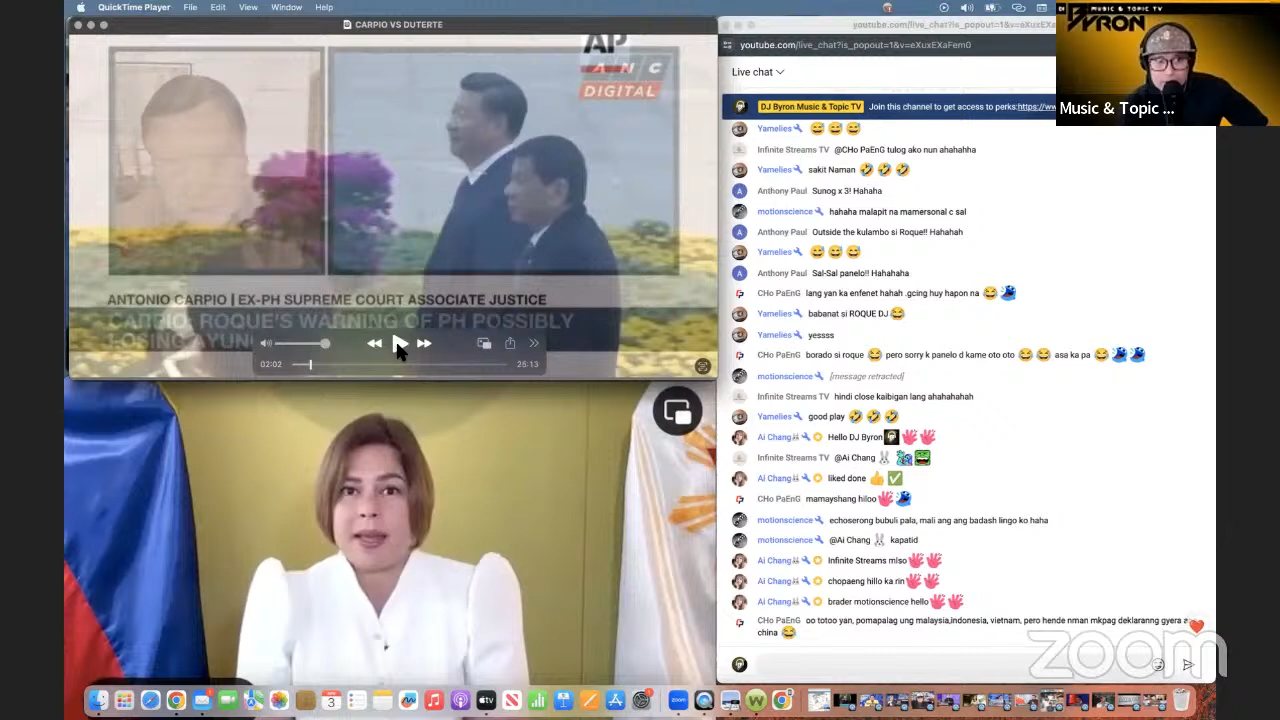 QuickTime Player File Edit View Window Help
CARPIO VS DUTERTE
AP
ANC
DIGITAL
ANTONIO CARPIO | EX-PH SUPREME COURT ASSOCIATE JUSTICE
ARPIO, ROQUE'S WARNING OF PH POSSIBLY
SING AYUN
02:02
25:13
youtube.com/live_chat?is_popout=1&v=eXuxEXaFem0
Live chat
DJ Byron Music & Topic TV Join this channel to get access to perks:https://ww
Yamelies
Infinite Streams TV @CHo PaEnG tulog ako nun ahahahha
Yamelies sakit Naman 🤣 🤣 🤣
Anthony Paul Sunog x 3! Hahaha
motionscience hahaha malapit na mamersonal c sal
Anthony Paul Outside the kulambo si Roque!! Hahahah
Yamelies 😅 😅 😅
Anthony Paul Sal-Sal panelo!! Hahahaha
CHo PaEnG lang yan ka enfenet hahah .gcing huy hapon na
Yamelies babanat si ROQUE DJ 😂
Yamelies yessss
CHo PaEnG borado si roque 😂 pero sorry k panelo d kame oto oto 😂 😂 asa ka pa 😂
motionscience [message retracted]
Infinite Streams TV hindi close kaibigan lang ahahahahah
Yamelies good play 🤣 🤣 🤣
Ai Chang Hello DJ Byron
Infinite Streams TV @Ai Chang
Ai Chang liked done 👍 ✅
CHo PaEnG mamayshang hiloo
motionscience echoserong bubuli pala, mali ang ang badash lingo ko haha
motionscience @Ai Chang kapatid
Ai Chang Infinite Streams mlso
Ai Chang chopaeng hillo ka rin
Ai Chang brader motionscience hello
CHo PaEnG oo totoo yan, pomapalag ung malaysia,indonesia, vietnam, pero hende nman mkpag deklaranng gyera a
china 😂
DJ MUSIC & TOPIC TV
BYRON
Music & Topic ...
zoom